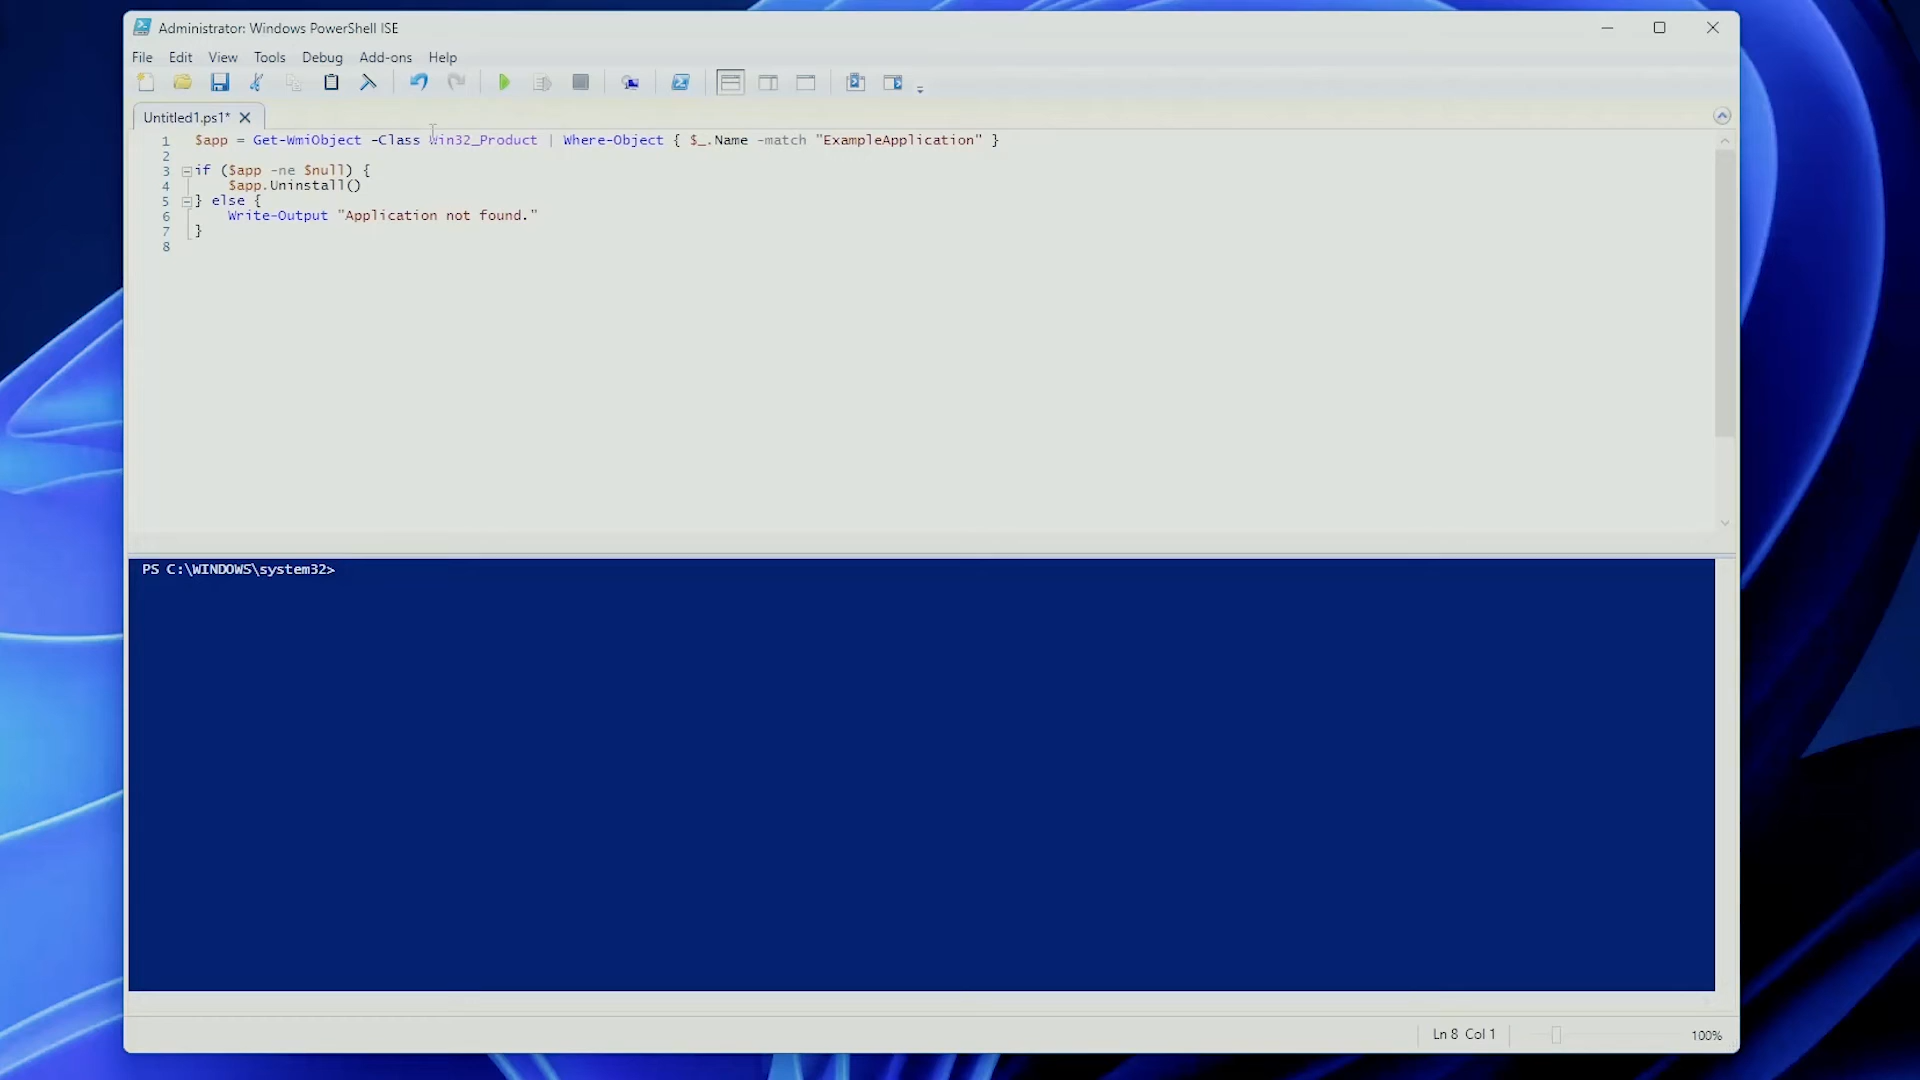 Administrator: Windows PowerShell ISE
File Edit View Tools Debug Add-ons Help
Untitled1.ps1*
1 $app = Get-WmiObject -Class Win32_Product | Where-Object { $_.Name -match "ExampleApplication" }
2
3 if ($app -ne $null) {
4 $app.Uninstall()
5 } else {
6 Write-Output "Application not found."
7 }
8
PS C:\WINDOWS\system32>
Ln 8 Col 1 100%